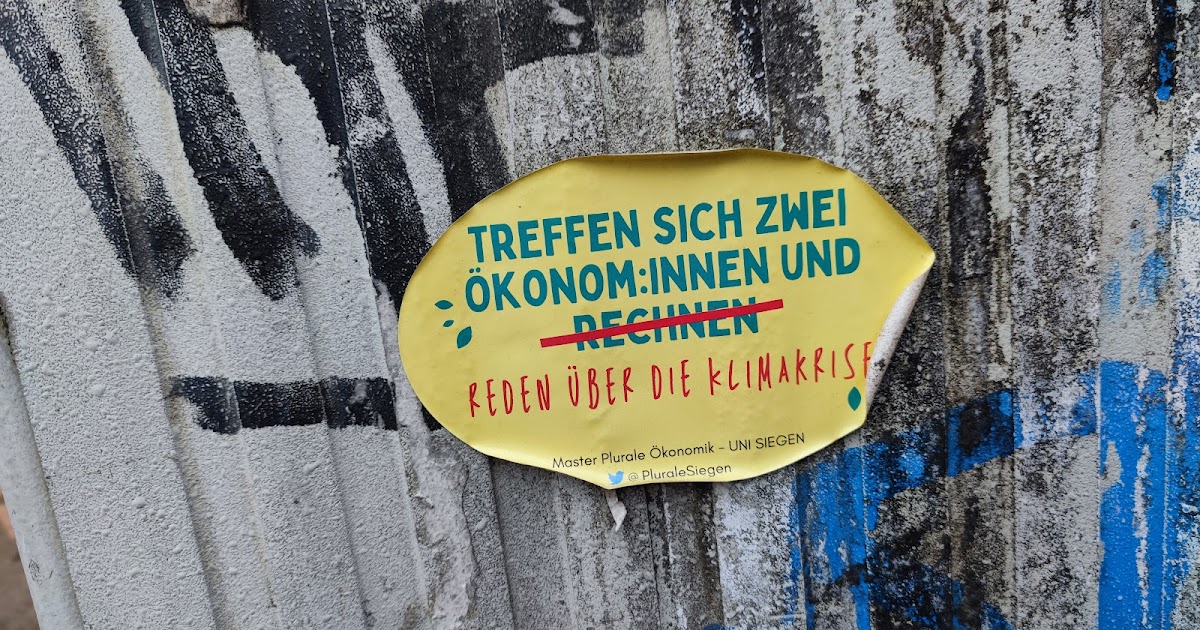 TREFFEN SICH ZWEI
ÖKONOM:INNEN UND
RECHNEN
REDEN ÜBER DIE KLIMAKRISE
Master Plurale Ökonomik – UNI SIEGEN
@PluraleSiegen